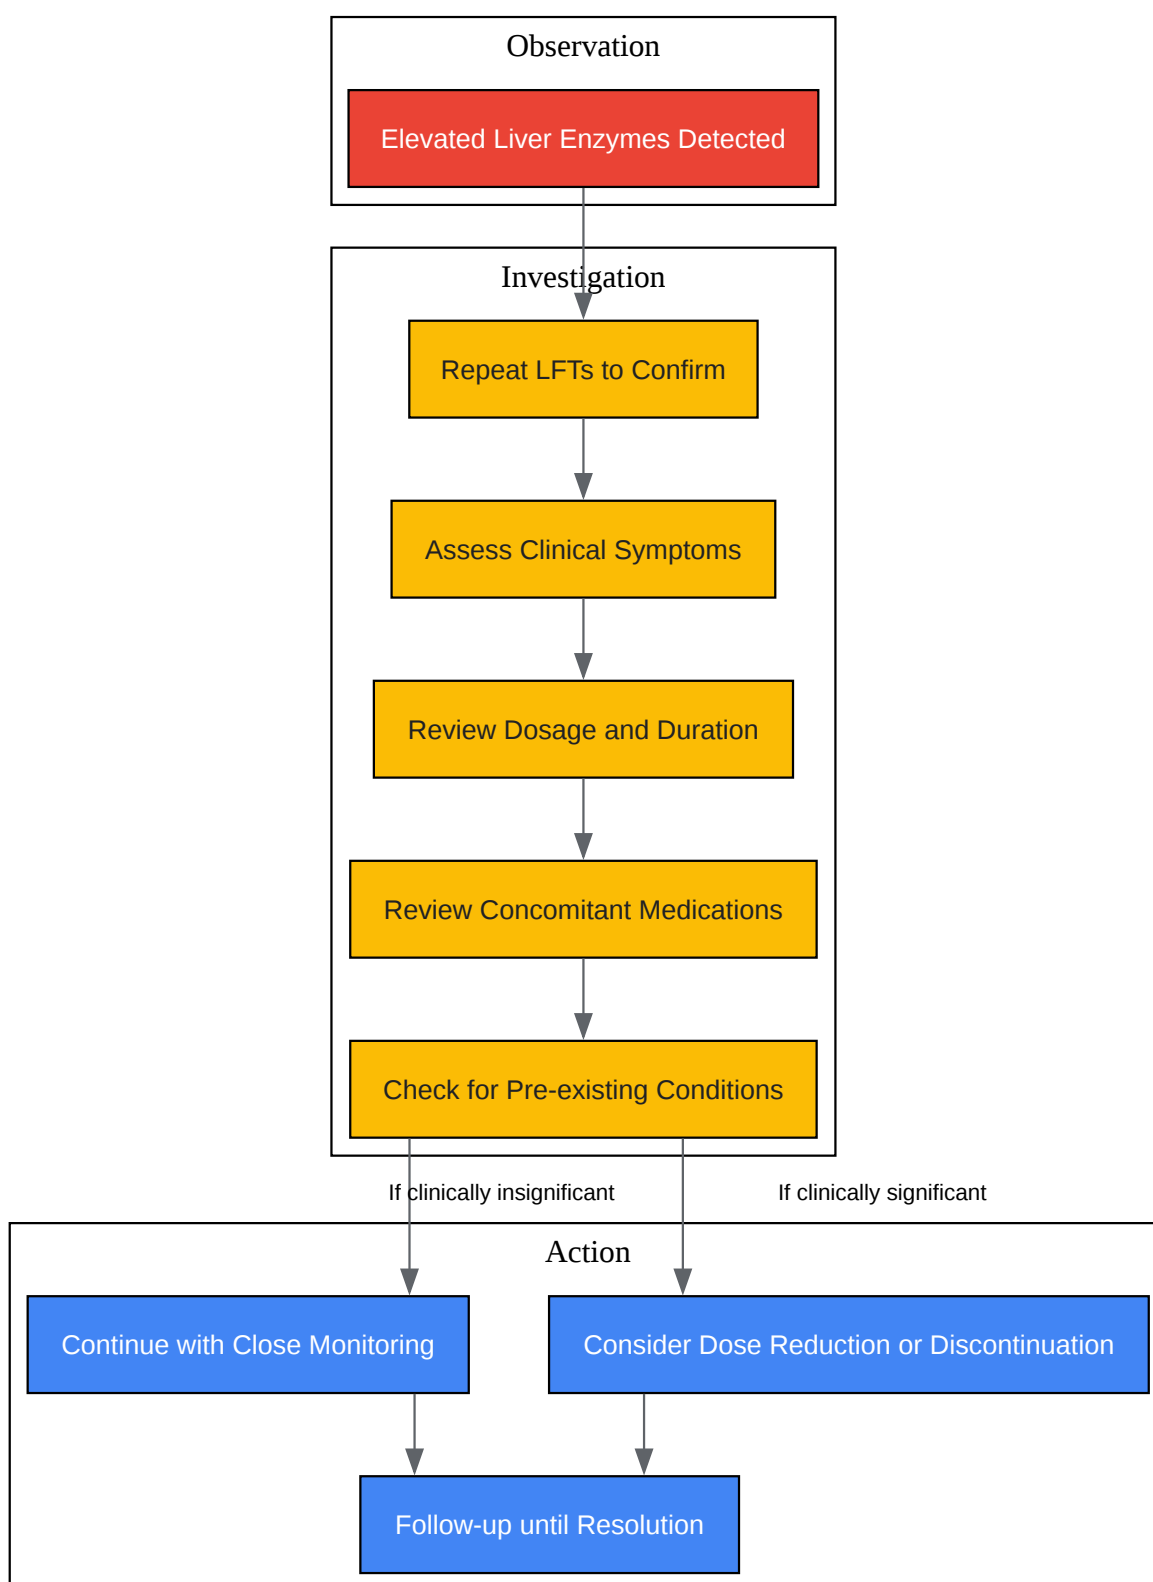 Observation
Elevated Liver Enzymes Detected
Investigation
Repeat LFTs to Confirm
Assess Clinical Symptoms
Review Dosage and Duration
Review Concomitant Medications
Check for Pre-existing Conditions
If clinically insignificant
If clinically significant
Action
Continue with Close Monitoring
Consider Dose Reduction or Discontinuation
Follow-up until Resolution